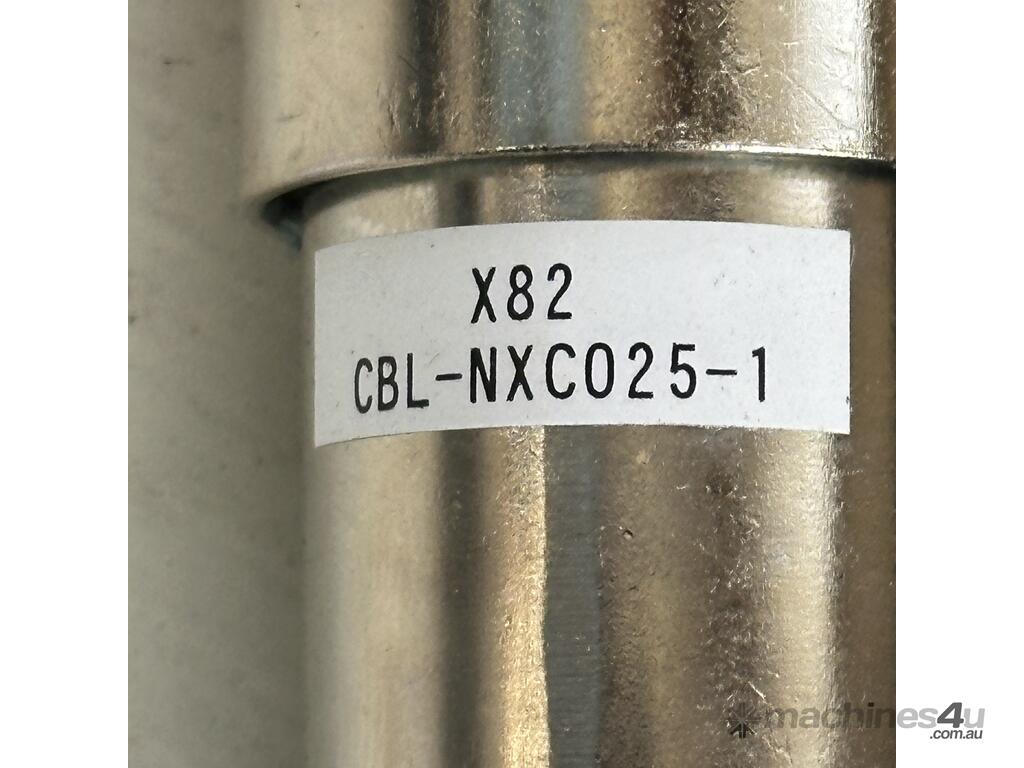 X82
CBL-NXC025-1
machines4u
.com.au